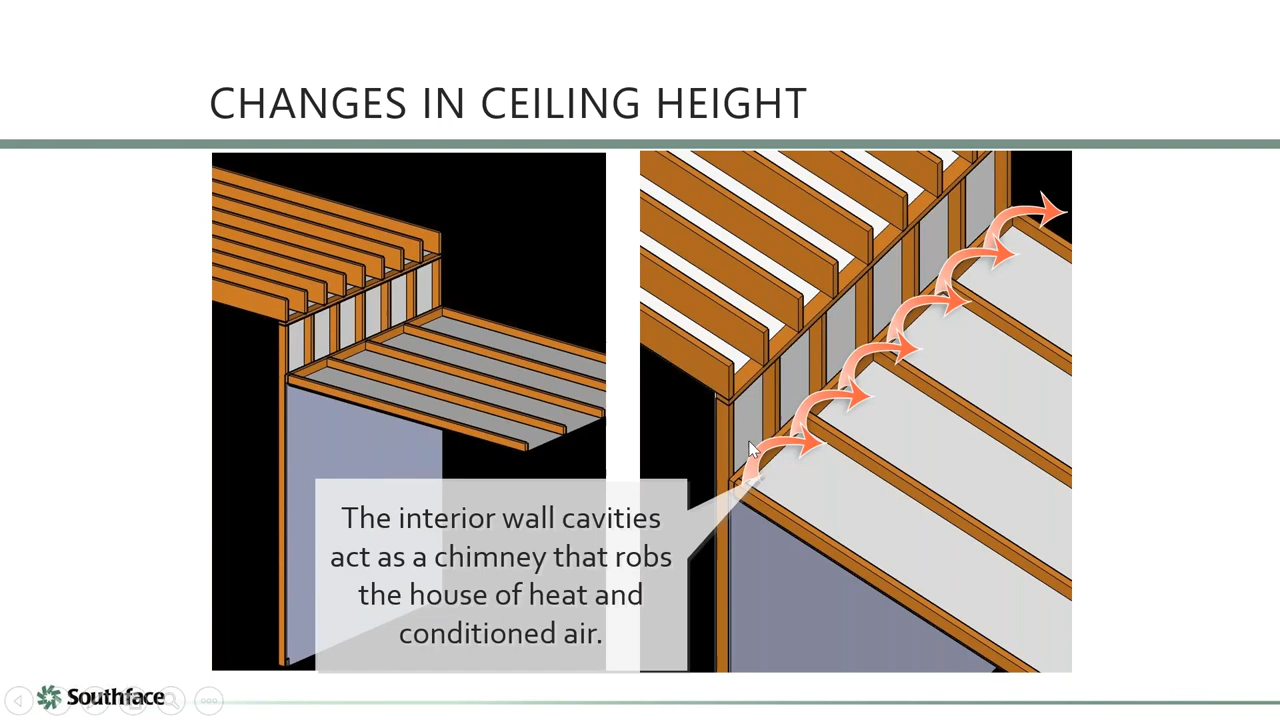 CHANGES IN CEILING HEIGHT
The interior wall cavities
act as a chimney that robs
the house of heat and
conditioned air.
Southface